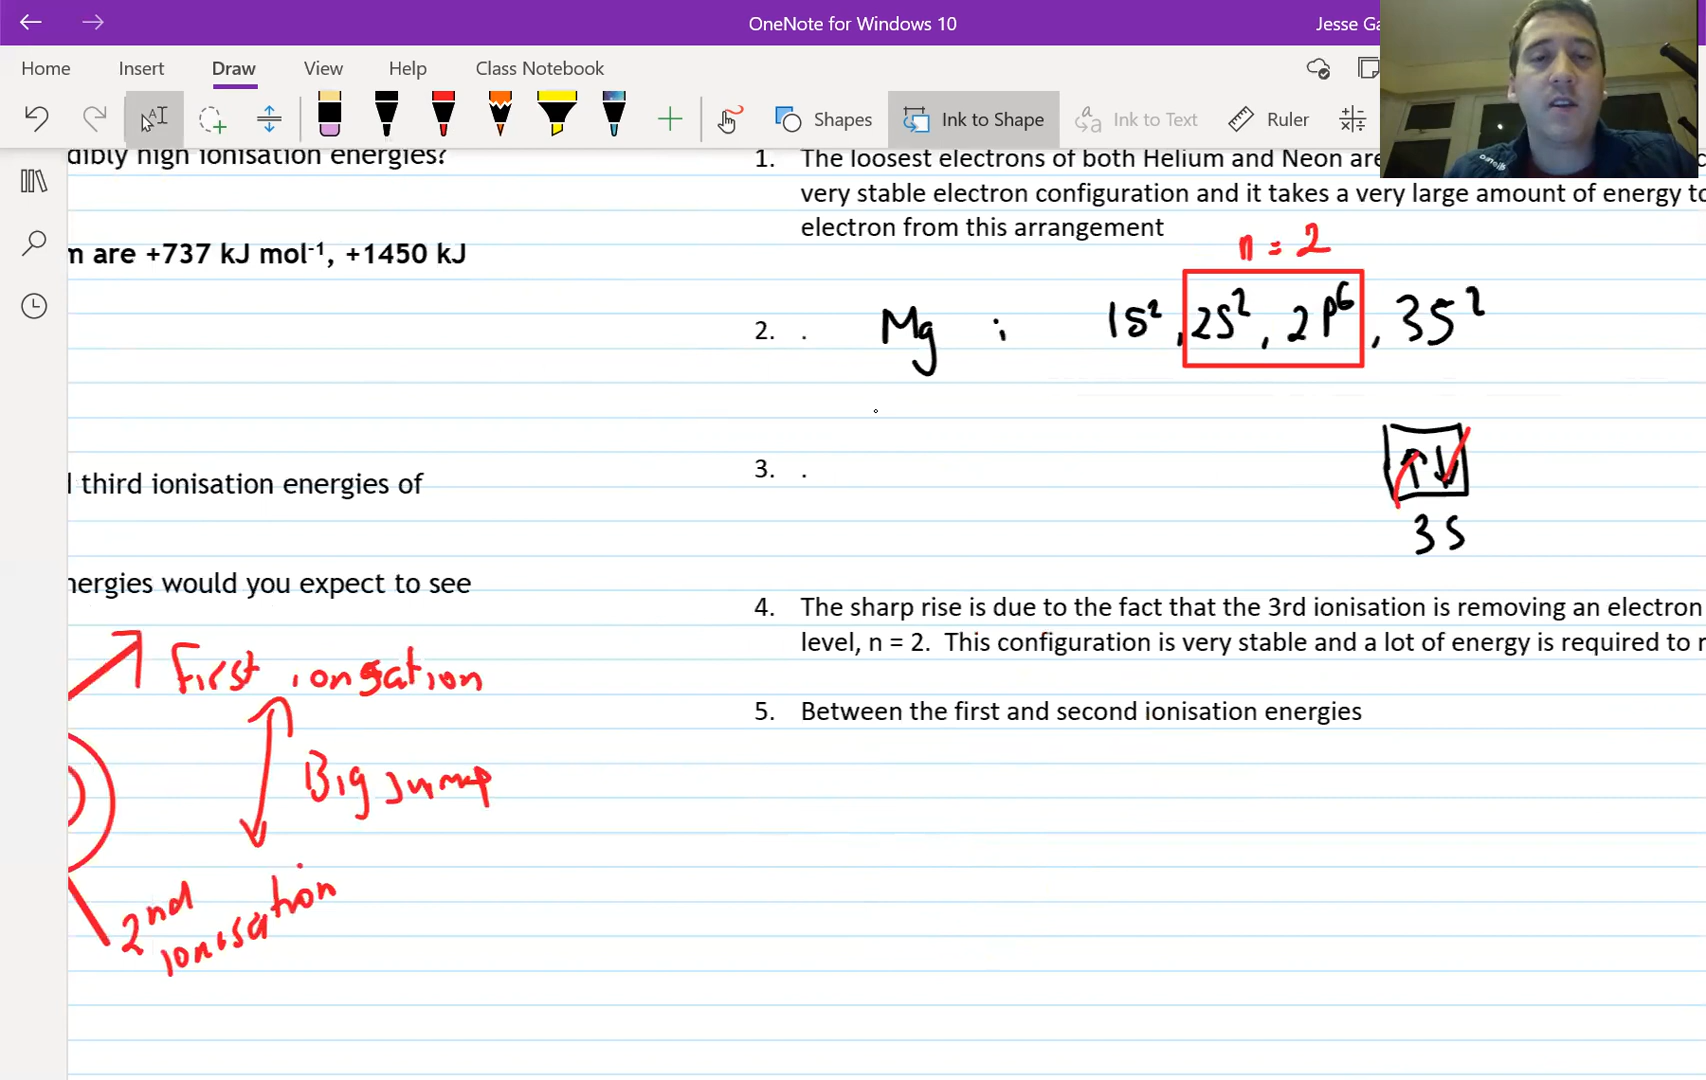 OneNote for Windows 10
Jesse Ga
Home Insert Draw View Help Class Notebook
Shapes Ink to Shape Ink to Text Ruler
dibly high ionisation energies?
m are +737 kJ mol⁻¹, +1450 kJ
l third ionisation energies of
nergies would you expect to see
First ionsation
Big Jump
2nd
ionisation
1. The loosest electrons of both Helium and Neon are
very stable electron configuration and it takes a very large amount of energy to
electron from this arrangement
n = 2
2. . Mg : 1s², 2s², 2p⁶, 3s²
3. .
3s
4. The sharp rise is due to the fact that the 3rd ionisation is removing an electron
level, n = 2. This configuration is very stable and a lot of energy is required to r
5. Between the first and second ionisation energies